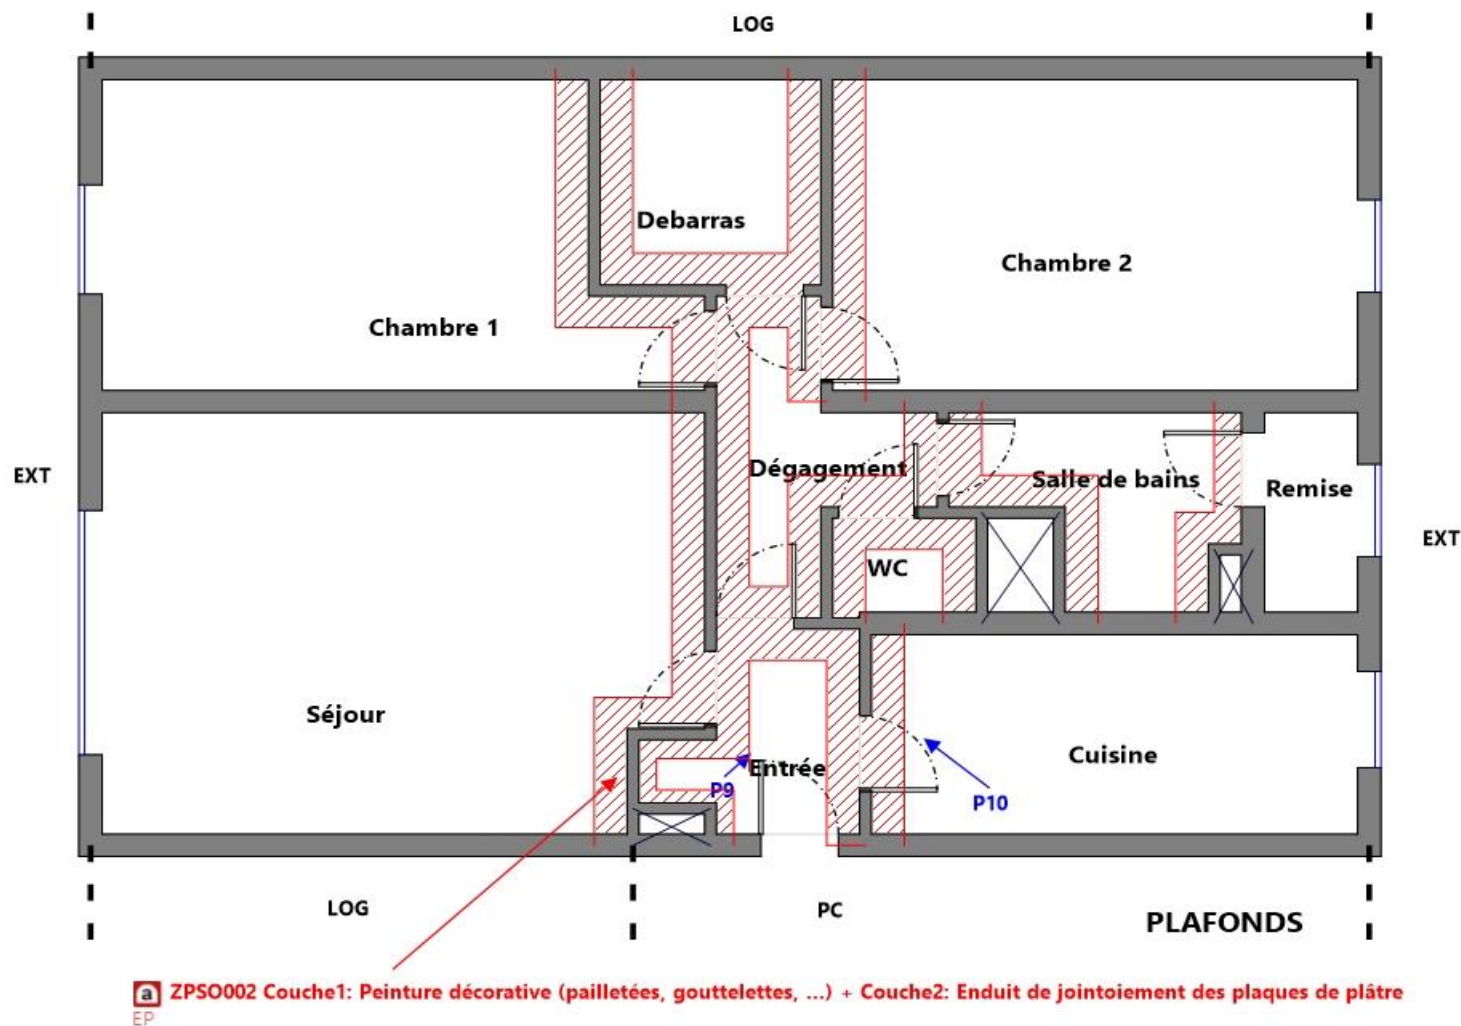 LOG
Debarras
Chambre 2
Chambre 1
Dégagement
EXT
Salle de bains
Remise
EXT
WC
Séjour
Entrée
Cuisine
P9
P10
LOG
PC
PLAFONDS
a ZPSO002 Couche1: Peinture décorative (pailletées, gouttelettes, ...) + Couche2: Enduit de jointoiement des plaques de plâtre
EP